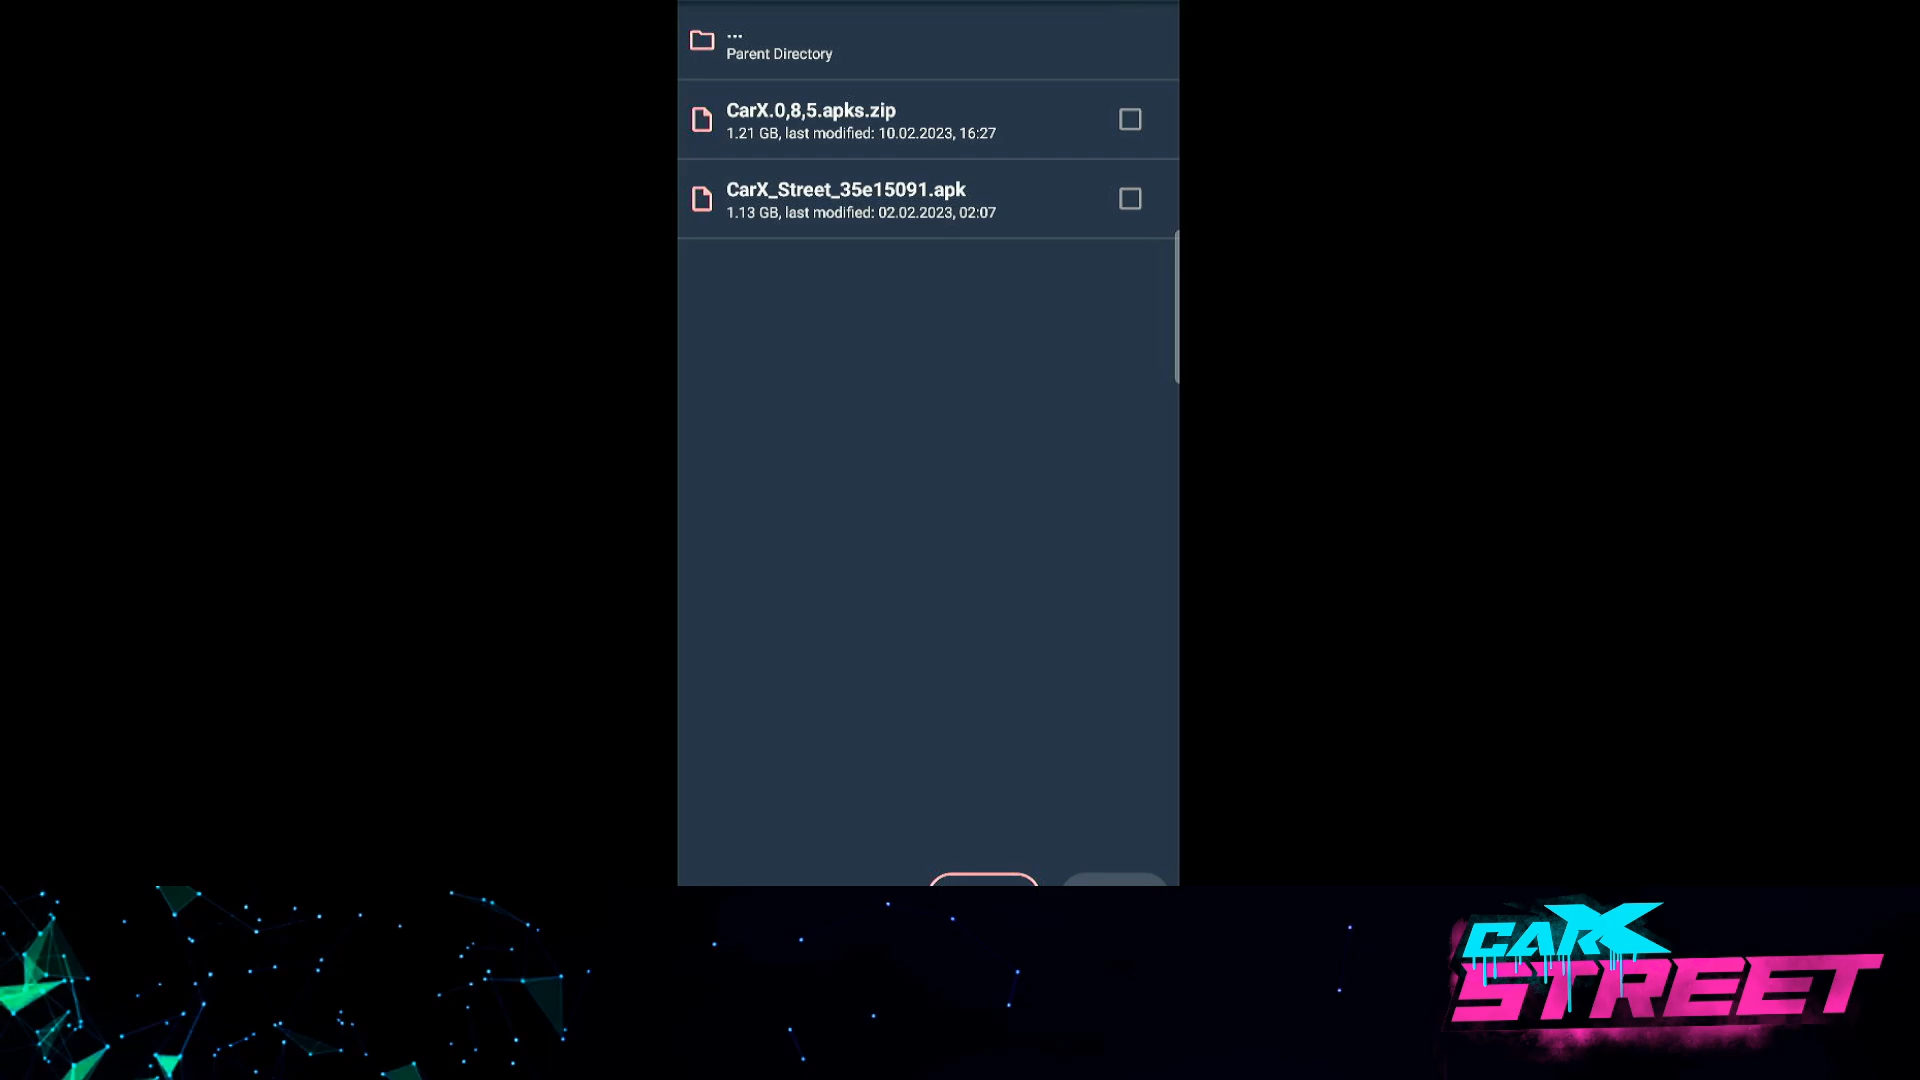 ...
Parent Directory
CarX.0,8,5.apks.zip
1.21 GB, last modified: 10.02.2023, 16:27
CarX_Street_35e15091.apk
1.13 GB, last modified: 02.02.2023, 02:07
CARX
STREET